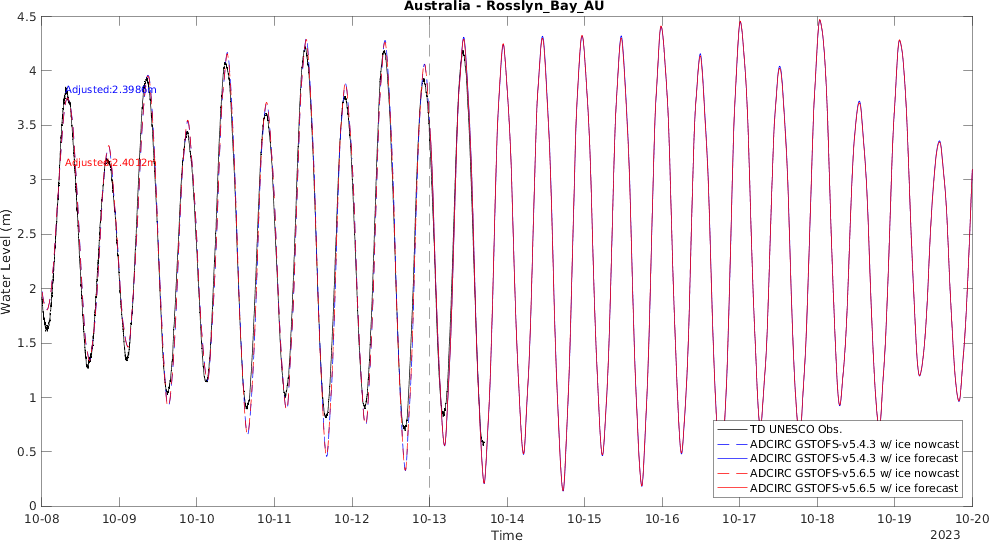 Australia - Rosslyn_Bay_AU
4.5
4
3.5
3
2.5
2
1.5
1
0.5
0
Water Level (m)
Adjusted:2.3986m
Adjusted:2.4012m
TD UNESCO Obs.
ADCIRC GSTOFS-v5.4.3 w/ ice nowcast
ADCIRC GSTOFS-v5.4.3 w/ ice forecast
ADCIRC GSTOFS-v5.6.5 w/ ice nowcast
ADCIRC GSTOFS-v5.6.5 w/ ice forecast
10-08 10-09 10-10 10-11 10-12 10-13 10-14 10-15 10-16 10-17 10-18 10-19 10-20
Time
2023